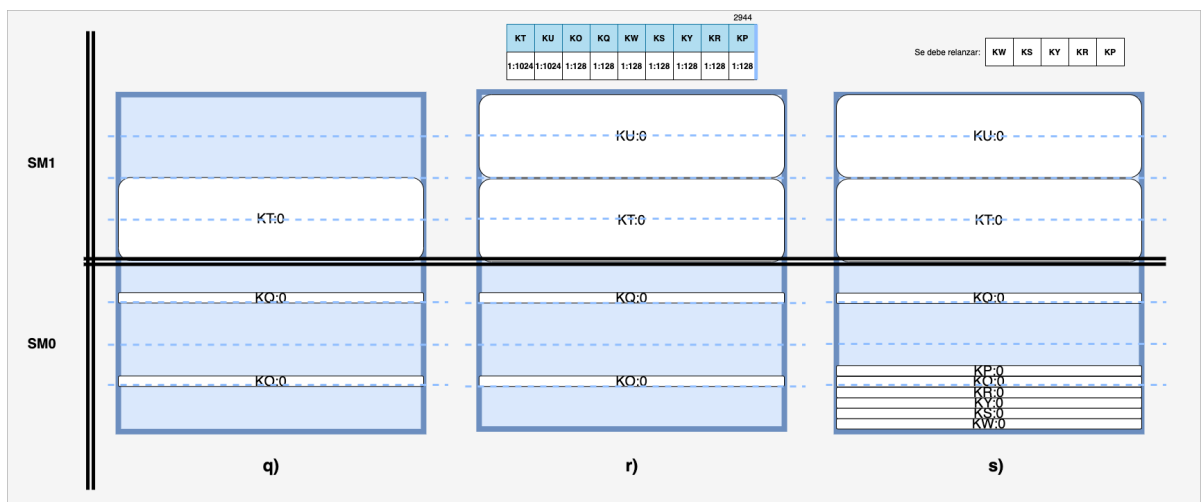 2944
KT KU KO KQ KW KS KY KR KP
1:1024 1:1024 1:128 1:128 1:128 1:128 1:128 1:128 1:128
Se debe relanzar: KW KS KY KR KP
SM1
SM0
KT:0
KQ:0
KO:0
q)
KU:0
KT:0
KQ:0
KO:0
r)
KU:0
KT:0
KQ:0
KP:0
KO:0
KR:0
KY:0
KS:0
KW:0
s)